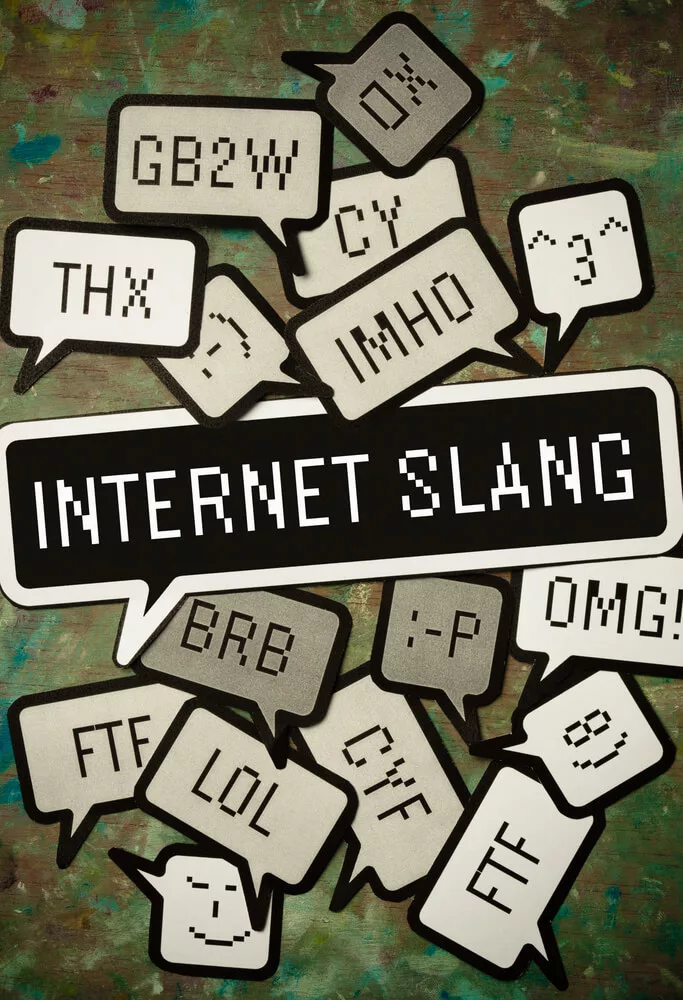 OX
GB2W
CY
^3^
THX
IMHO
:-)
INTERNET SLANG
BRB
:-P
OMG!
FTF
LOL
CYF
8)
FTF